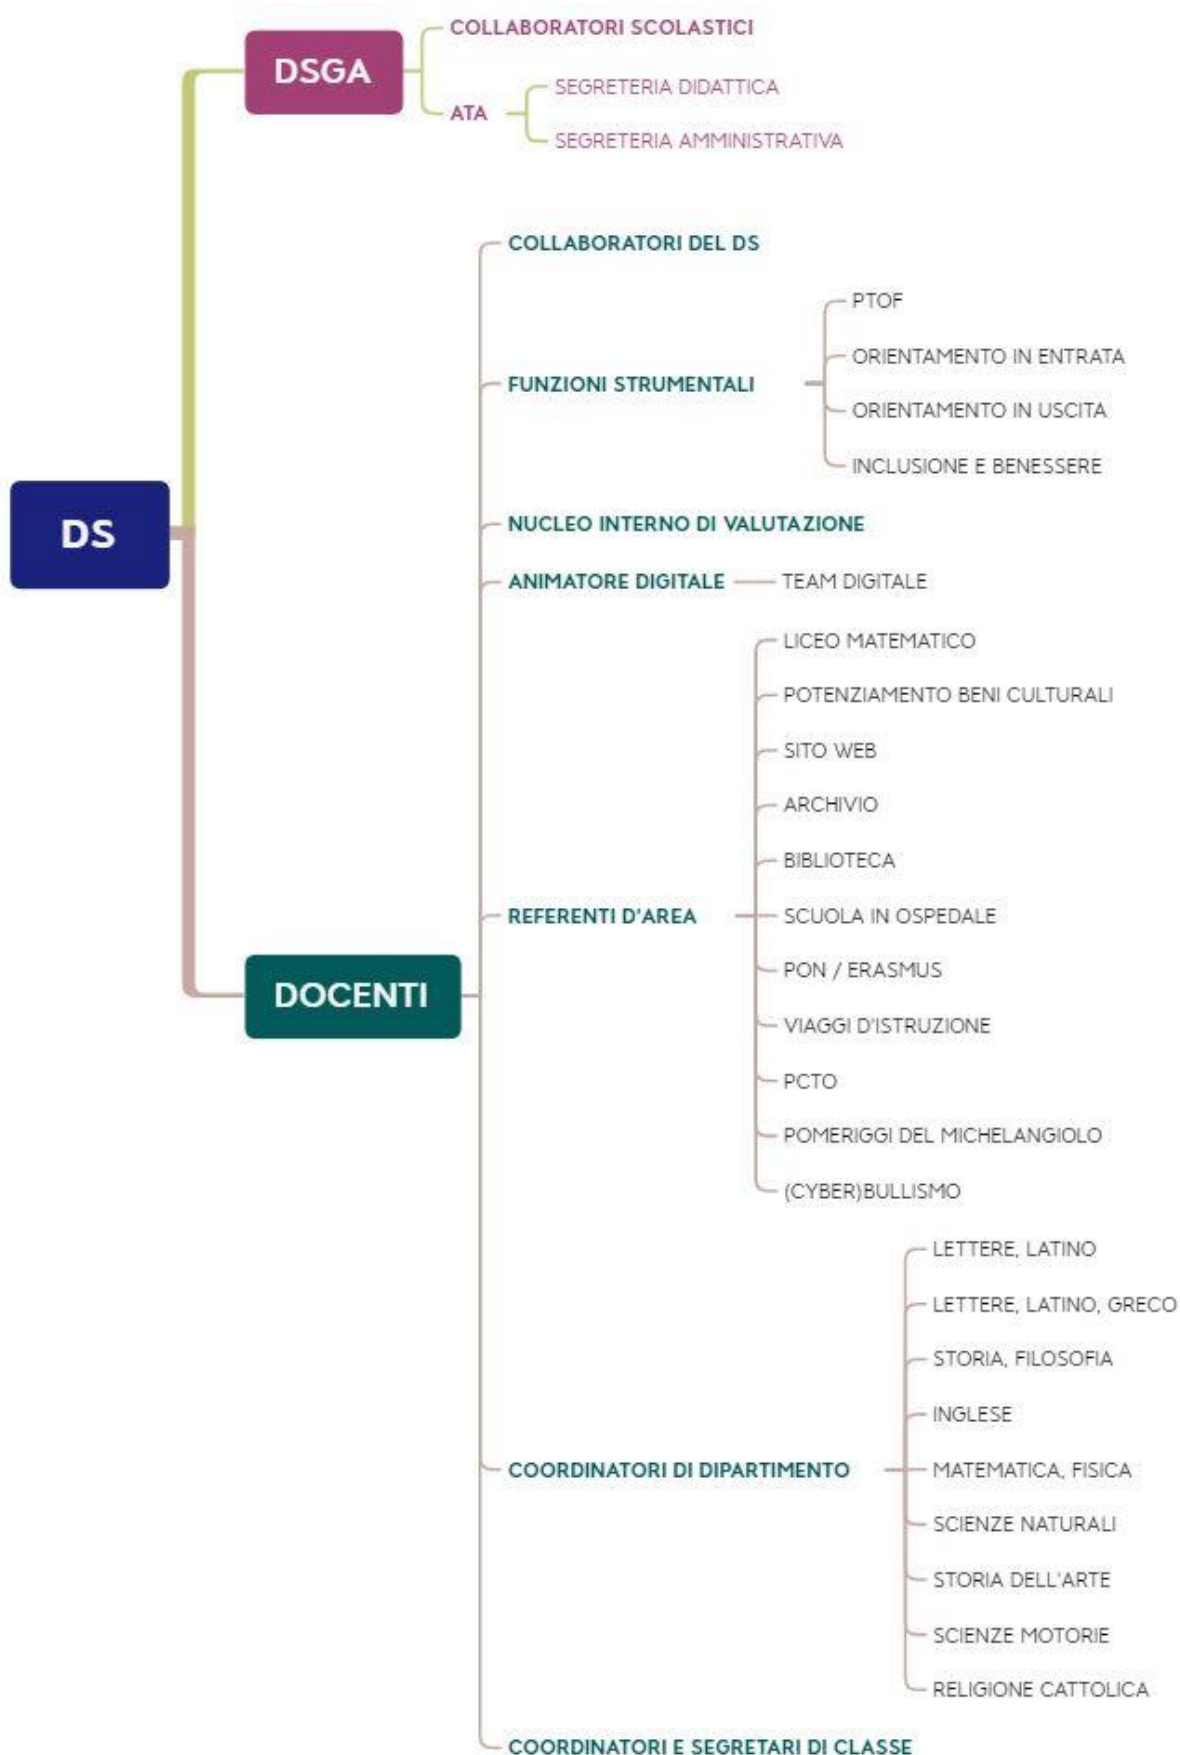 COLLABORATORI SCOLASTICI
DSGA
SEGRETERIA DIDATTICA
ATA
SEGRETERIA AMMINISTRATIVA
COLLABORATORI DEL DS
PTOF
ORIENTAMENTO IN ENTRATA
FUNZIONI STRUMENTALI
ORIENTAMENTO IN USCITA
INCLUSIONE E BENESSERE
DS
NUCLEO INTERNO DI VALUTAZIONE
ANIMATORE DIGITALE
TEAM DIGITALE
LICEO MATEMATICO
POTENZIAMENTO BENI CULTURALI
SITO WEB
ARCHIVIO
BIBLIOTECA
REFERENTI D'AREA
SCUOLA IN OSPEDALE
PON / ERASMUS
DOCENTI
VIAGGI D'ISTRUZIONE
PCTO
POMERIGGI DEL MICHELANGIOLO
(CYBER)BULLISMO
LETTERE, LATINO
LETTERE, LATINO, GRECO
STORIA, FILOSOFIA
INGLESE
COORDINATORI DI DIPARTIMENTO
MATEMATICA, FISICA
SCIENZE NATURALI
STORIA DELL'ARTE
SCIENZE MOTORIE
RELIGIONE CATTOLICA
COORDINATORI E SEGRETARI DI CLASSE